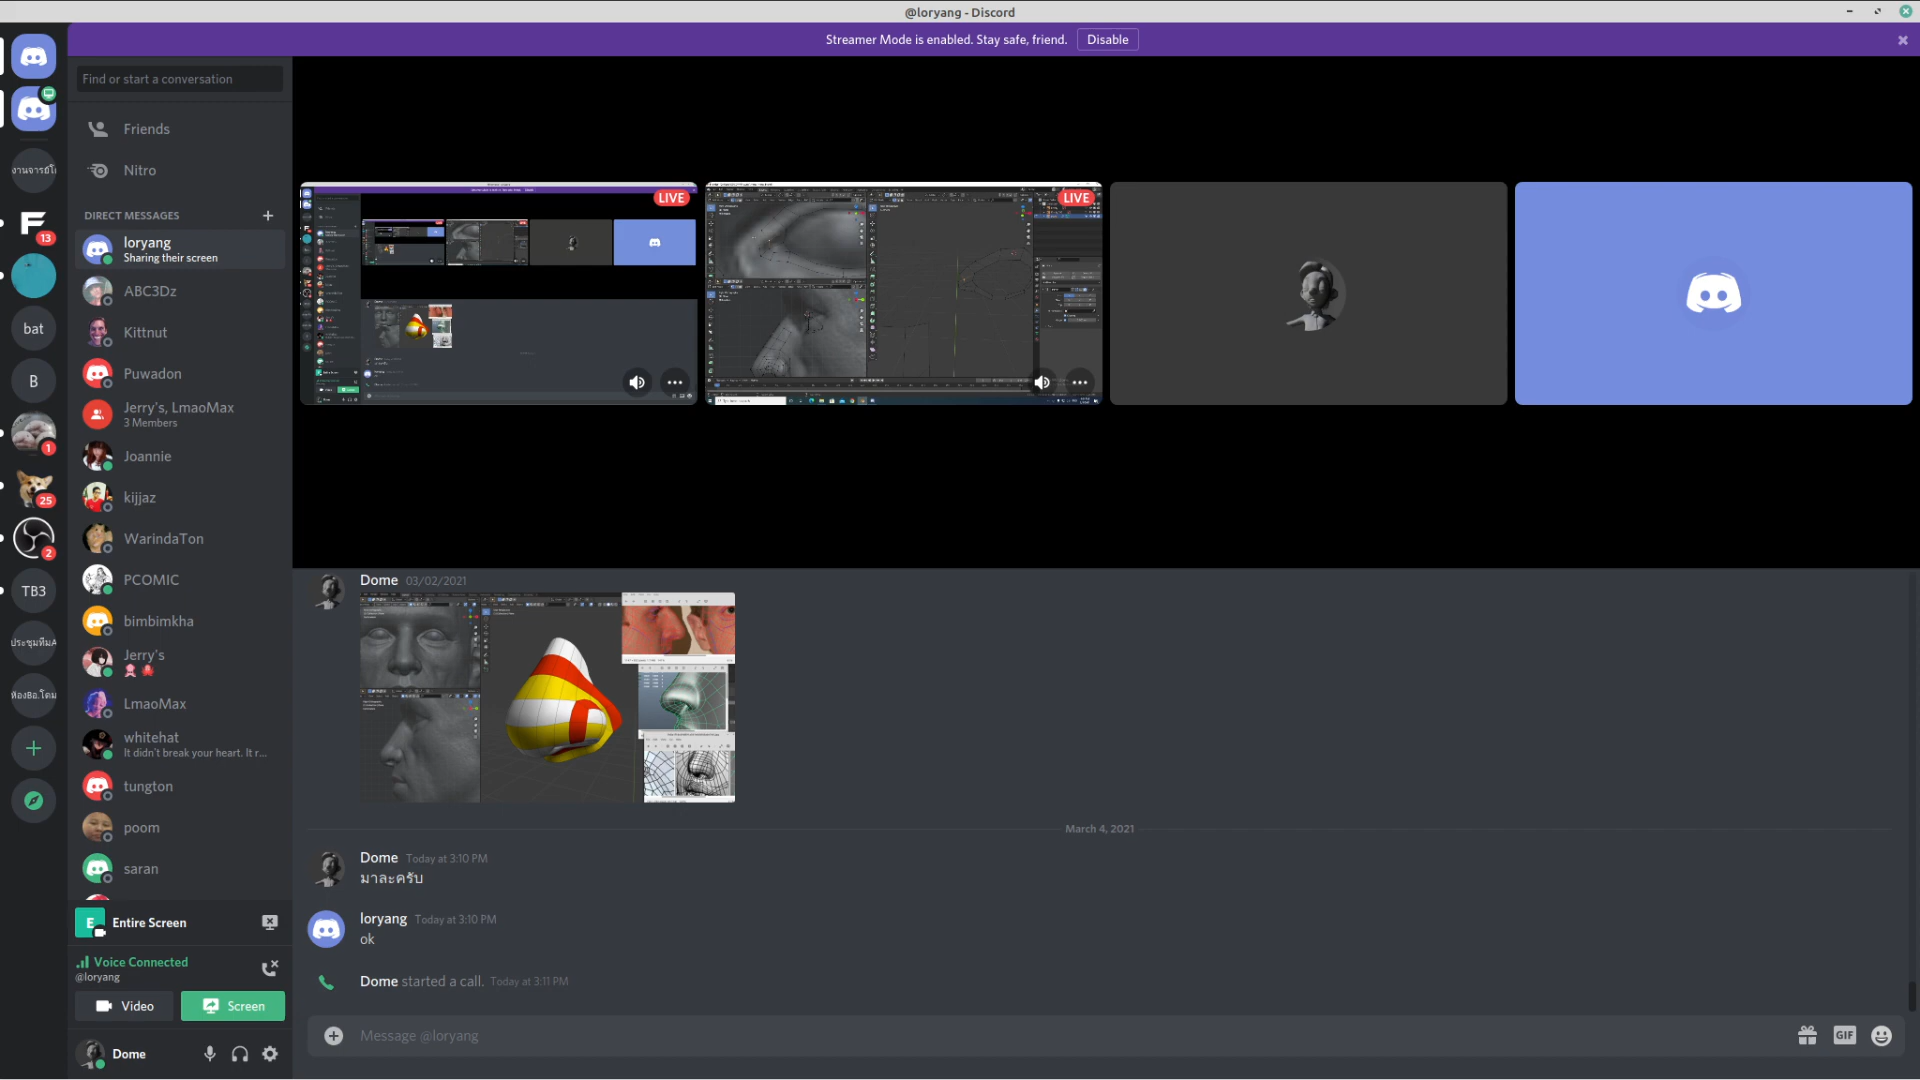 @loryang - Discord
Streamer Mode is enabled. Stay safe, friend. Disable
Find or start a conversation
Friends
Nitro
DIRECT MESSAGES
loryang
Sharing their screen
ABC3Dz
Kittnut
Puwadon
Jerry's, LmaoMax
3 Members
Joannie
kijjaz
WarindaTon
PCOMIC
bimbimkha
Jerry's
LmaoMax
whitehat
It didn't break your heart. It r...
tungton
poom
saran
F
13
bat
B
1
25
2
TB3
LIVE
LIVE
Dome 03/02/2021
March 4, 2021
Dome Today at 3:10 PM
มาละครับ
loryang Today at 3:10 PM
ok
Dome started a call. Today at 3:11 PM
Message @loryang
GIF
E Entire Screen
Voice Connected
@loryang
Video Screen
Dome